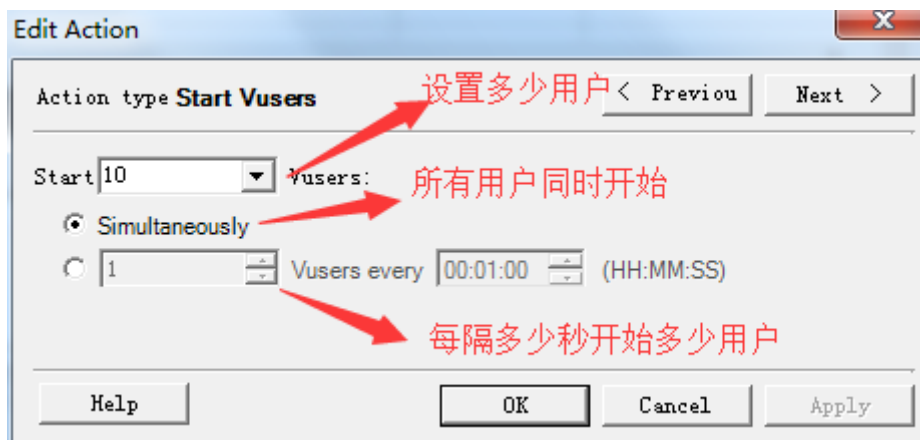 Edit Action
X
Action type Start Vusers 设置多少用户 < Previou Next >
Start 10 Vusers:
所有用户同时开始
Simultaneously
1 Vusers every 00:01:00 (HH:MM:SS)
每隔多少秒开始多少用户
Help OK Cancel Apply